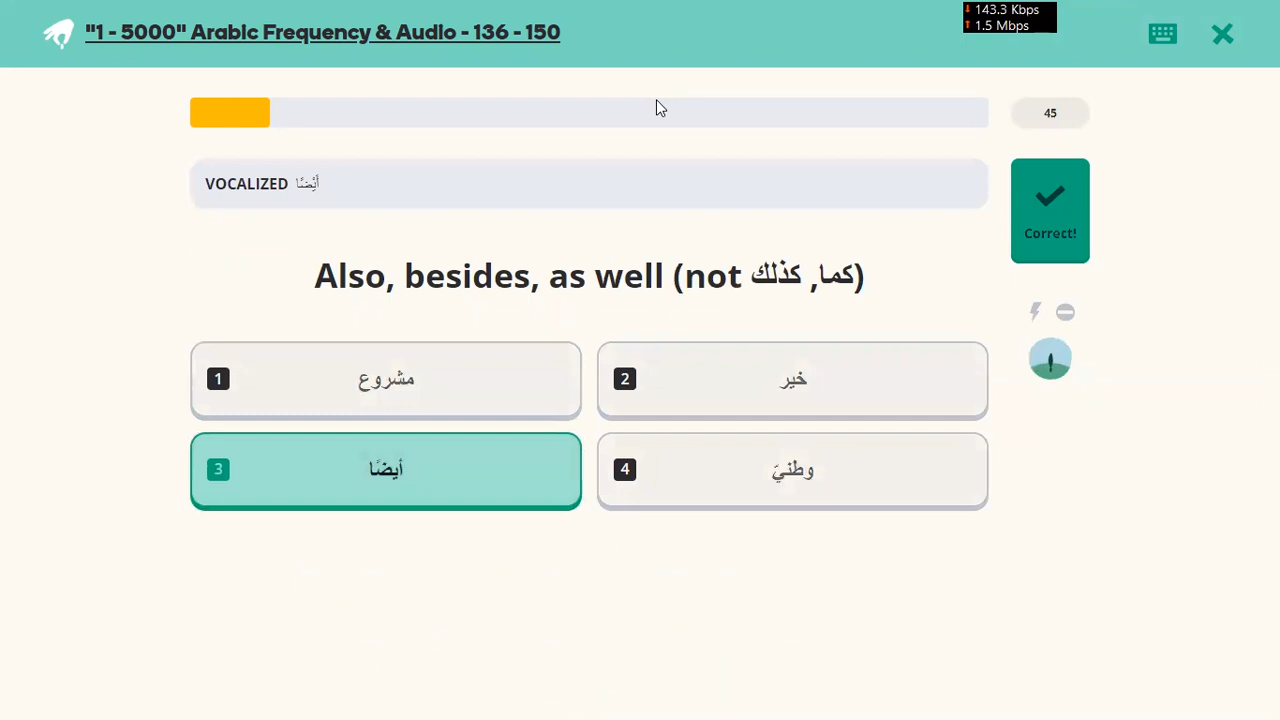 "1 - 5000" Arabic Frequency & Audio - 136 - 150
143.3 Kbps
1.5 Mbps
45
VOCALIZED أَيْضًا
Correct!
Also, besides, as well (not كما, كذلك)
1 مشروع
2 خير
3 أيضًا
4 وطنيّ